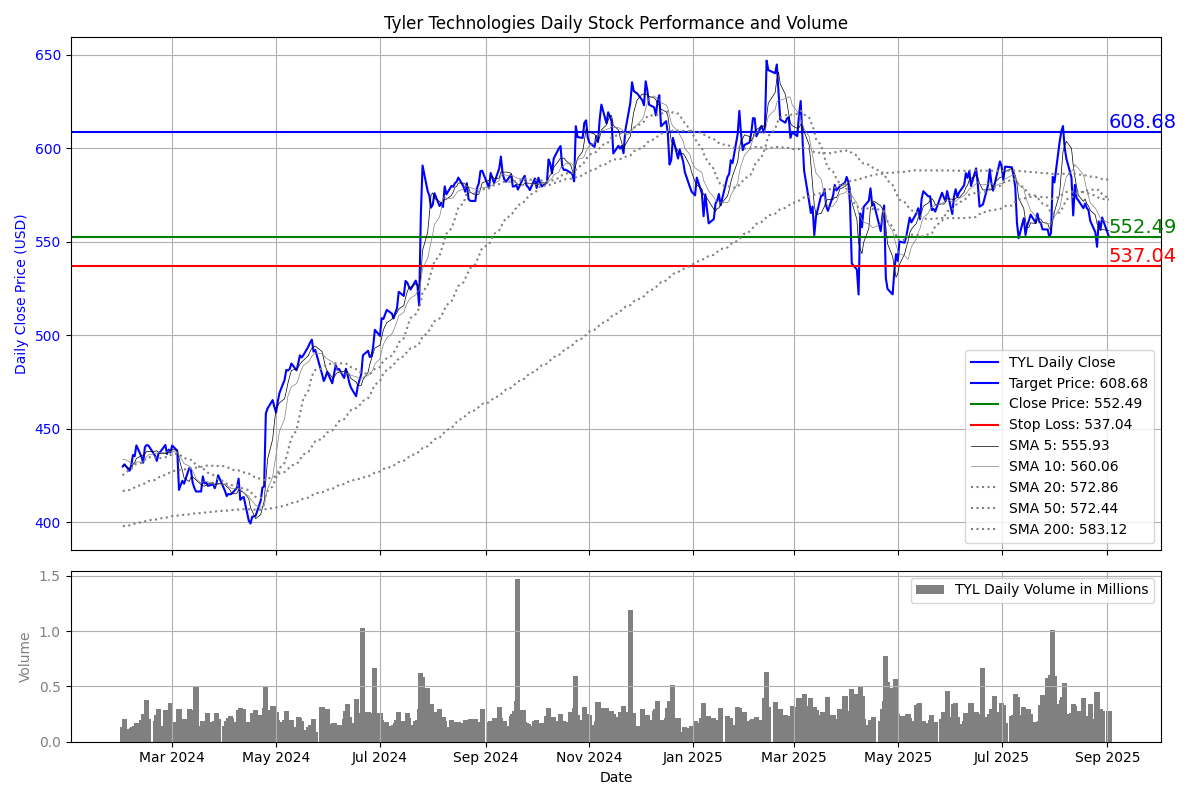 Tyler Technologies Daily Stock Performance and Volume
Daily Close Price (USD)
650
600
550
500
450
400
608.68
552.49
537.04
TYL Daily Close
Target Price: 608.68
Close Price: 552.49
Stop Loss: 537.04
SMA 5: 555.93
SMA 10: 560.06
SMA 20: 572.86
SMA 50: 572.44
SMA 200: 583.12
Volume
1.5
1.0
0.5
0.0
TYL Daily Volume in Millions
Mar 2024 May 2024 Jul 2024 Sep 2024 Nov 2024 Jan 2025 Mar 2025 May 2025 Jul 2025 Sep 2025
Date